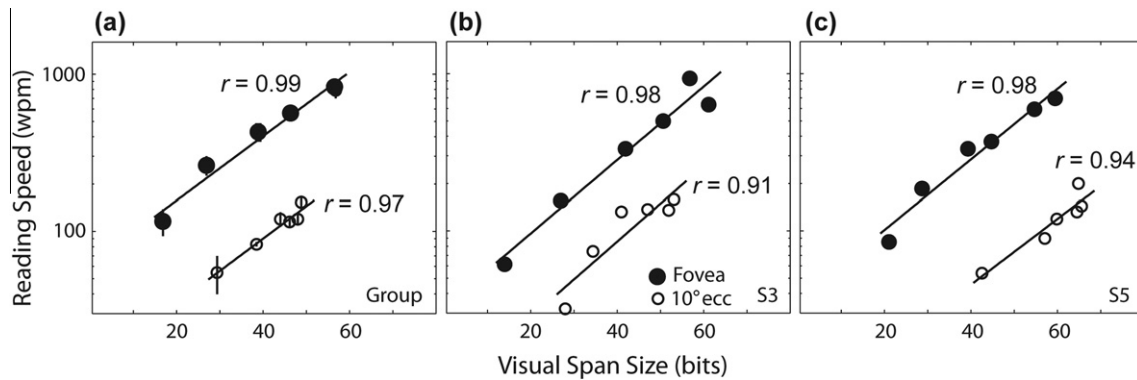 (a)
(b)
(c)
Reading Speed (wpm)
1000
100
r = 0.99
r = 0.97
Group
r = 0.98
r = 0.91
Fovea
10°ecc
S3
r = 0.98
r = 0.94
S5
20 40 60
20 40 60
20 40 60
Visual Span Size (bits)